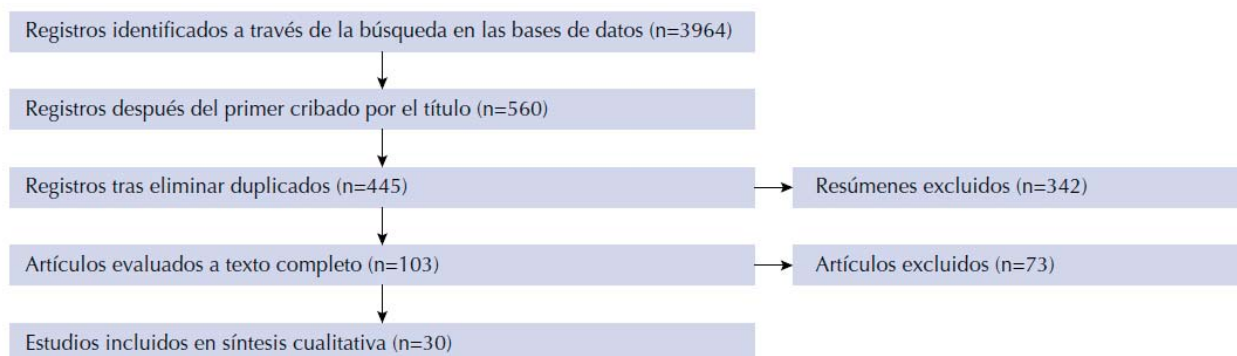 Registros identificados a través de la búsqueda en las bases de datos (n=3964)
Registros después del primer cribado por el título (n=560)
Registros tras eliminar duplicados (n=445)
Resúmenes excluidos (n=342)
Artículos evaluados a texto completo (n=103)
Artículos excluidos (n=73)
Estudios incluidos en síntesis cualitativa (n=30)